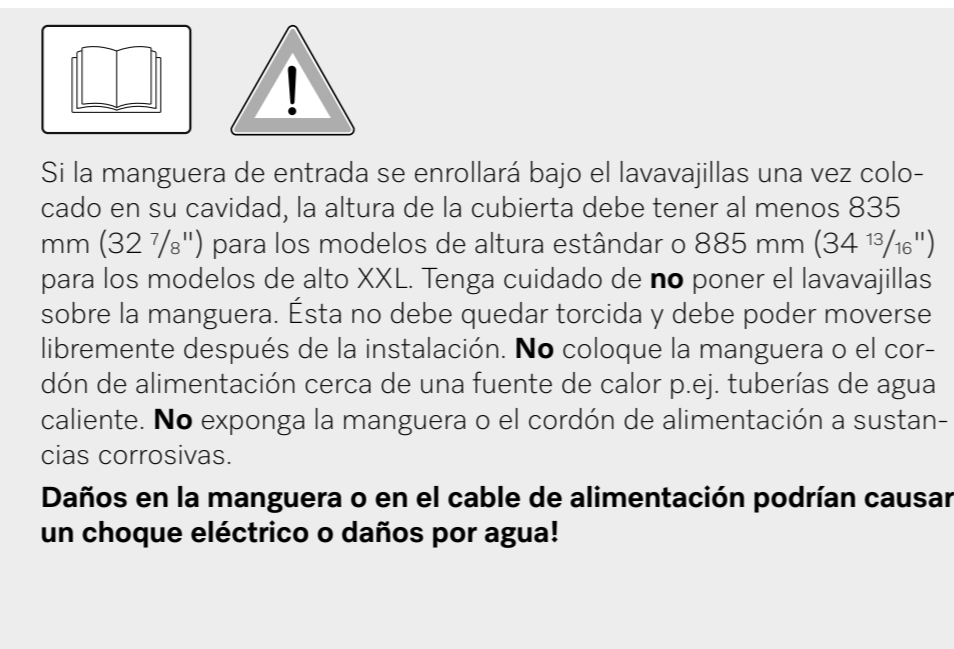 Si la manguera de entrada se enrollará bajo el lavavajillas una vez colo-
cado en su cavidad, la altura de la cubierta debe tener al menos 835
mm (32 ⁷/₈") para los modelos de altura estândar o 885 mm (34 ¹³/₁₆")
para los modelos de alto XXL. Tenga cuidado de no poner el lavavajillas
sobre la manguera. Ésta no debe quedar torcida y debe poder moverse
libremente después de la instalación. No coloque la manguera o el cor-
dón de alimentación cerca de una fuente de calor p.ej. tuberías de agua
caliente. No exponga la manguera o el cordón de alimentación a sustan-
cias corrosivas.
Daños en la manguera o en el cable de alimentación podrían causar
un choque eléctrico o daños por agua!